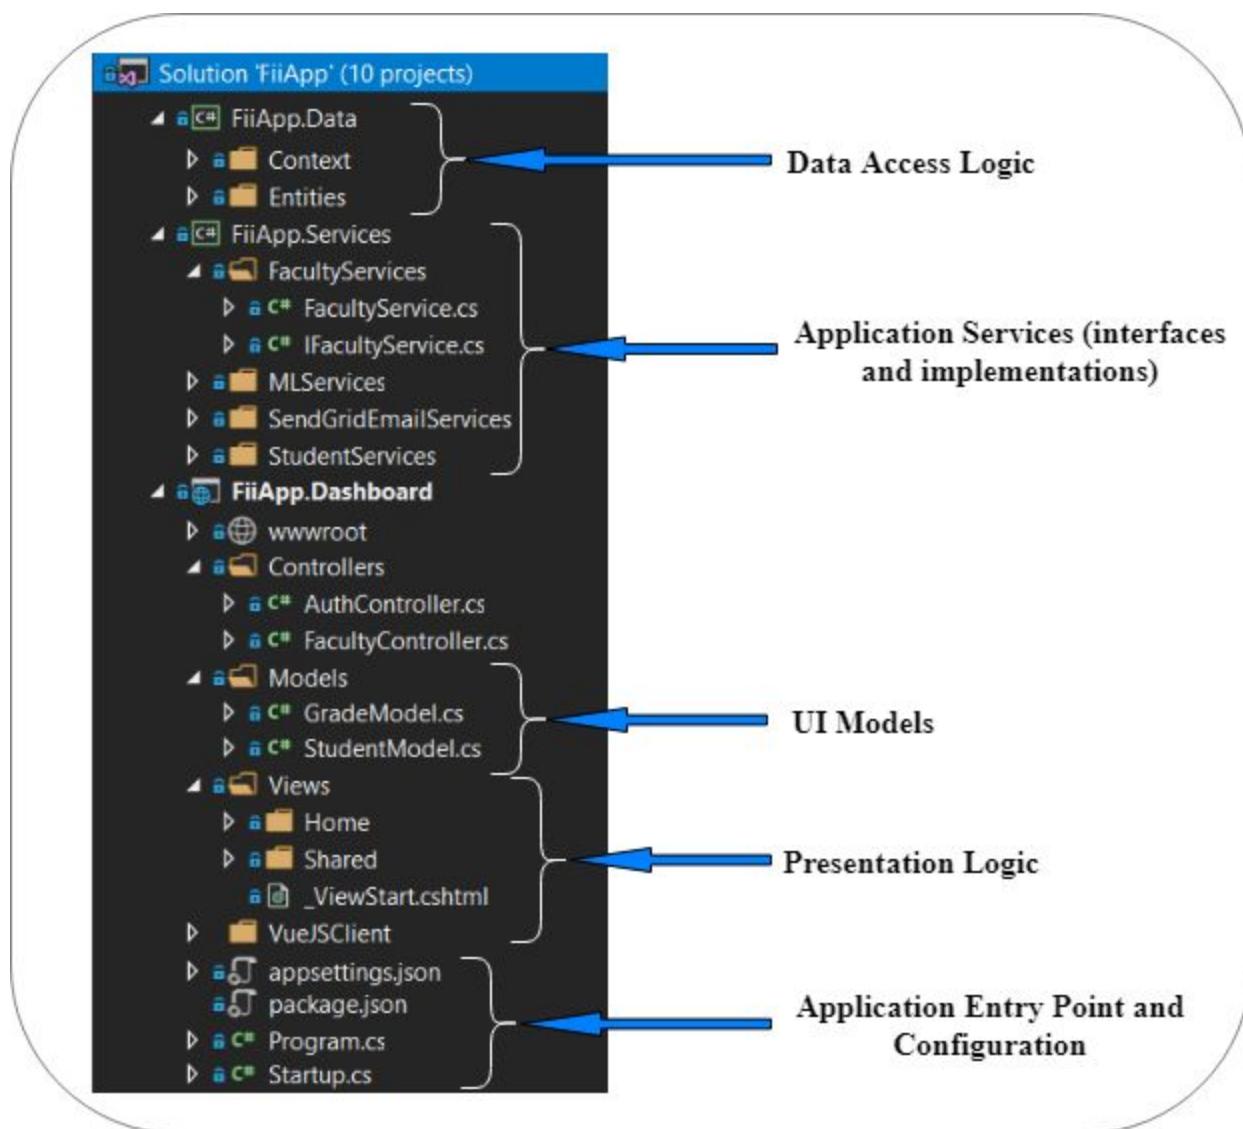 Solution 'FiiApp' (10 projects)
FiiApp.Data
Context
Entities
FiiApp.Services
FacultyServices
C# FacultyService.cs
C# IFacultyService.cs
MLServices
SendGridEmailServices
StudentServices
FiiApp.Dashboard
wwwroot
Controllers
C# AuthController.cs
C# FacultyController.cs
Models
C# GradeModel.cs
C# StudentModel.cs
Views
Home
Shared
_ViewStart.cshtml
VueJSClient
appsettings.json
package.json
C# Program.cs
C# Startup.cs
Data Access Logic
Application Services (interfaces
and implementations)
UI Models
Presentation Logic
Application Entry Point and
Configuration